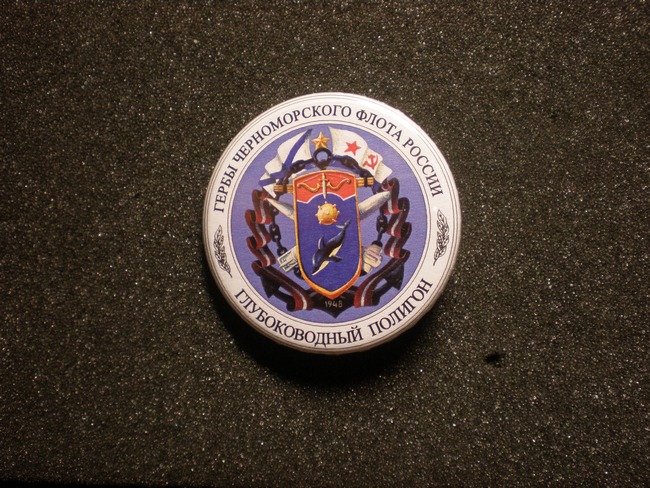 ГЕРБЫ ЧЕРНОМОРСКОГО ФЛОТА РОССИИ
1943
ГЛУБОКОВОДНЫЙ ПОЛИГОН